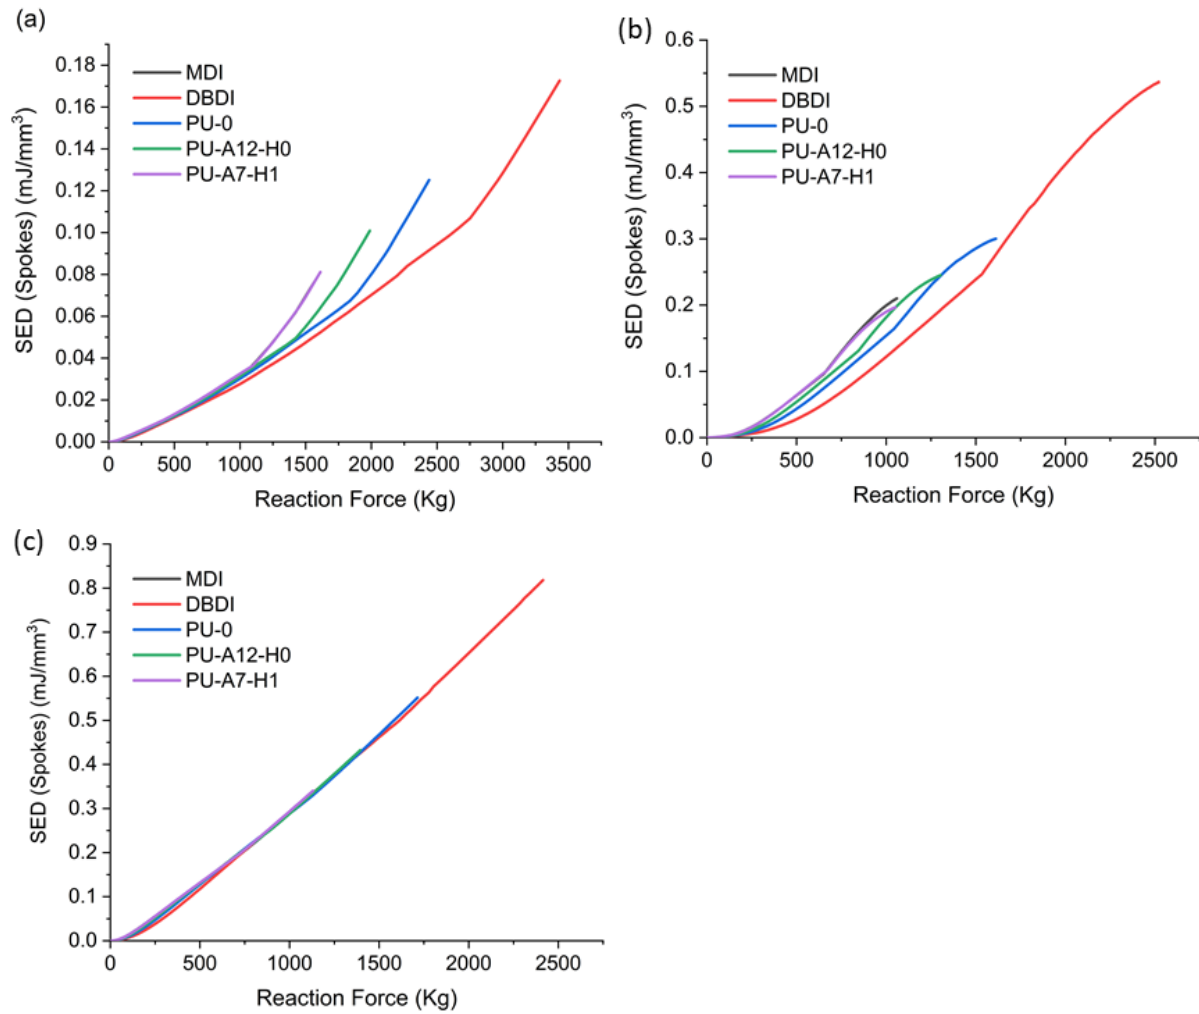 (a)
SED (Spokes) (mJ/mm³)
0.18
0.16
0.14
0.12
0.10
0.08
0.06
0.04
0.02
0.00
MDI
DBDI
PU-0
PU-A12-H0
PU-A7-H1
0 500 1000 1500 2000 2500 3000 3500
Reaction Force (Kg)
(b)
SED (Spokes) (mJ/mm³)
0.6
0.5
0.4
0.3
0.2
0.1
0.0
MDI
DBDI
PU-0
PU-A12-H0
PU-A7-H1
0 500 1000 1500 2000 2500
Reaction Force (Kg)
(c)
SED (Spokes) (mJ/mm³)
0.9
0.8
0.7
0.6
0.5
0.4
0.3
0.2
0.1
0.0
MDI
DBDI
PU-0
PU-A12-H0
PU-A7-H1
0 500 1000 1500 2000 2500
Reaction Force (Kg)